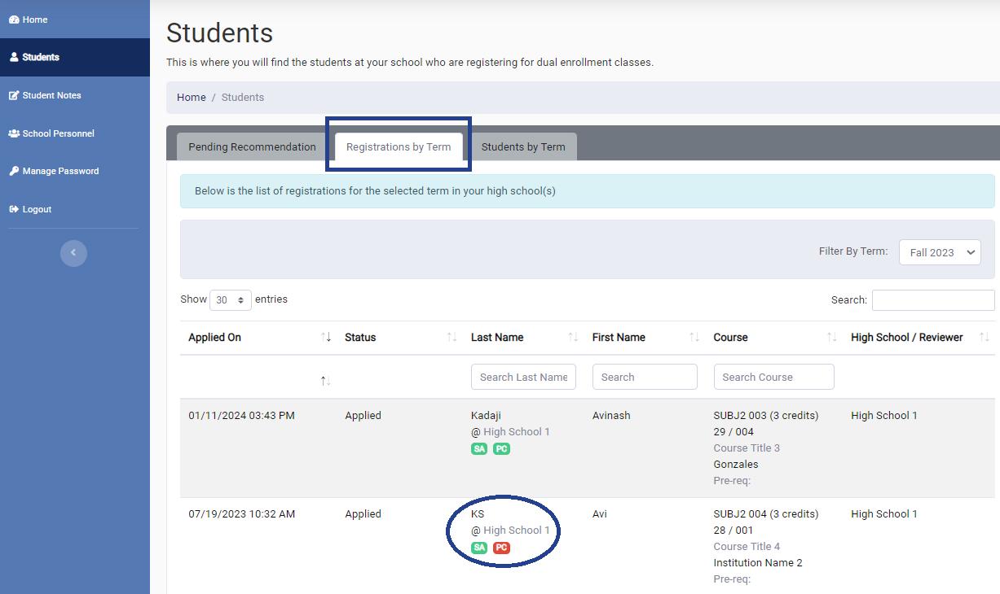 Home
Students
Student Notes
School Personnel
Manage Password
Logout
Students
This is where you will find the students at your school who are registering for dual enrollment classes.
Home / Students
Pending Recommendation Registrations by Term Students by Term
Below is the list of registrations for the selected term in your high school(s)
Filter By Term: Fall 2023
Show 30 entries Search:
Applied On Status Last Name First Name Course High School / Reviewer
Search Last Name Search Search Course
01/11/2024 03:43 PM Applied Kadaji Avinash SUBJ2 003 (3 credits) High School 1
@ High School 1 29 / 004
SA PC Course Title 3
Gonzales
Pre-req:
07/19/2023 10:32 AM Applied KS Avi SUBJ2 004 (3 credits) High School 1
@ High School 1 28 / 001
SA PC Course Title 4
Institution Name 2
Pre-req: